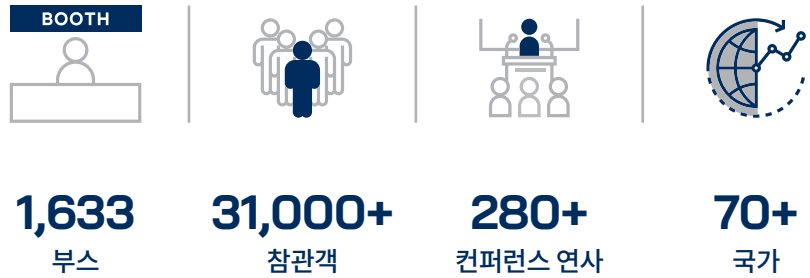 BOOTH
1,633
부스
31,000+
참관객
280+
컨퍼런스 연사
70+
국가